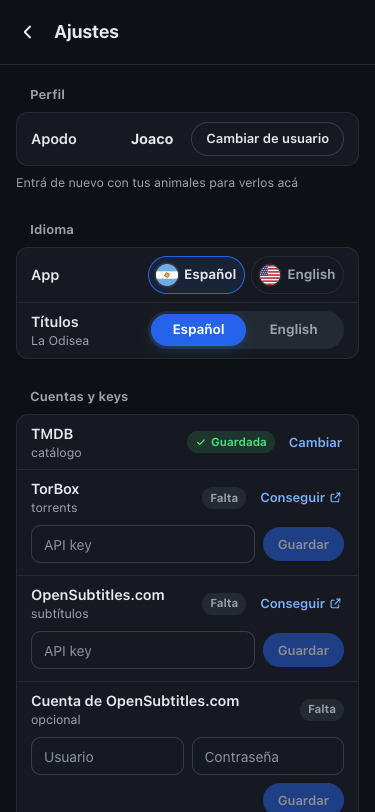 Ajustes
Perfil
Apodo Joaco Cambiar de usuario
Entrá de nuevo con tus animales para verlos acá
Idioma
App Español English
Títulos
La Odisea
Español English
Cuentas y keys
TMDB
catálogo
Guardada Cambiar
TorBox
torrents
Falta Conseguir
API key Guardar
OpenSubtitles.com
subtítulos
Falta Conseguir
API key Guardar
Cuenta de OpenSubtitles.com
opcional
Falta
Usuario Contraseña
Guardar